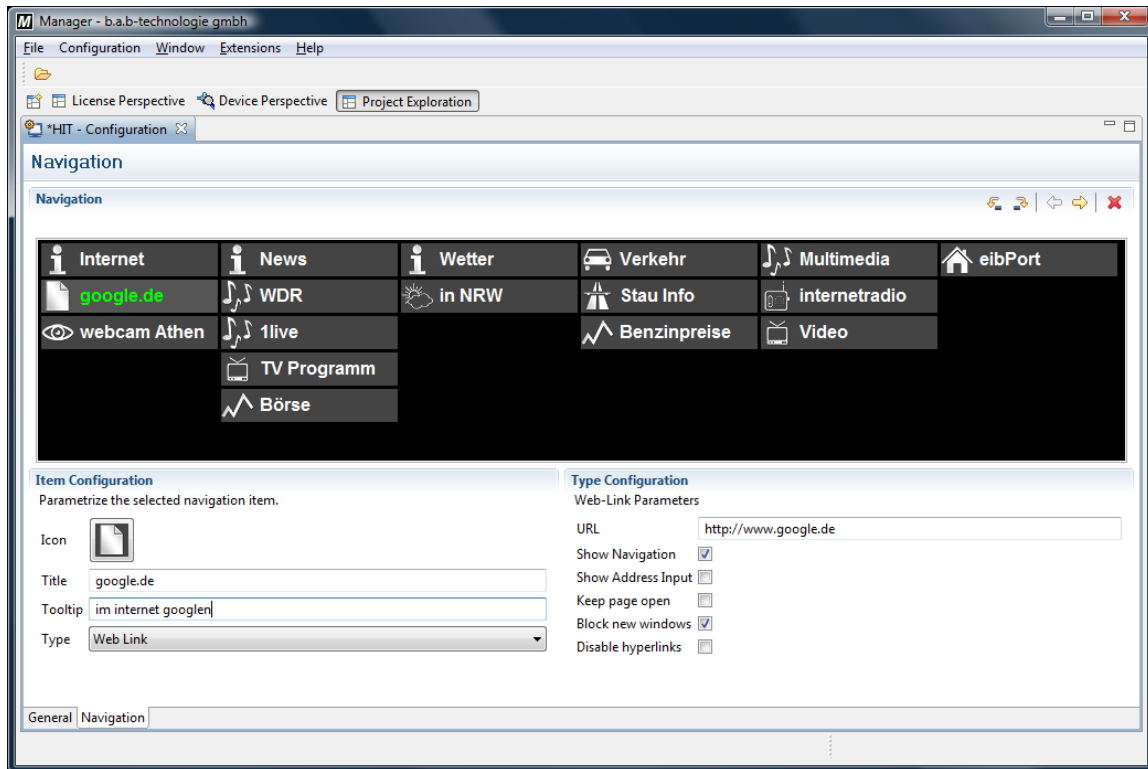 Manager - b.a.b-technologie gmbh
File Configuration Window Extensions Help
License Perspective Device Perspective Project Exploration
*HIT - Configuration
Navigation
Navigation
Internet News Wetter Verkehr Multimedia eibPort
google.de WDR in NRW Stau Info internetradio
webcam Athen 1live Benzinpreise Video
TV Programm
Börse
Item Configuration
Parametrize the selected navigation item.
Icon
Title google.de
Tooltip im internet googlen
Type Web Link
Type Configuration
Web-Link Parameters
URL http://www.google.de
Show Navigation
Show Address Input
Keep page open
Block new windows
Disable hyperlinks
General Navigation